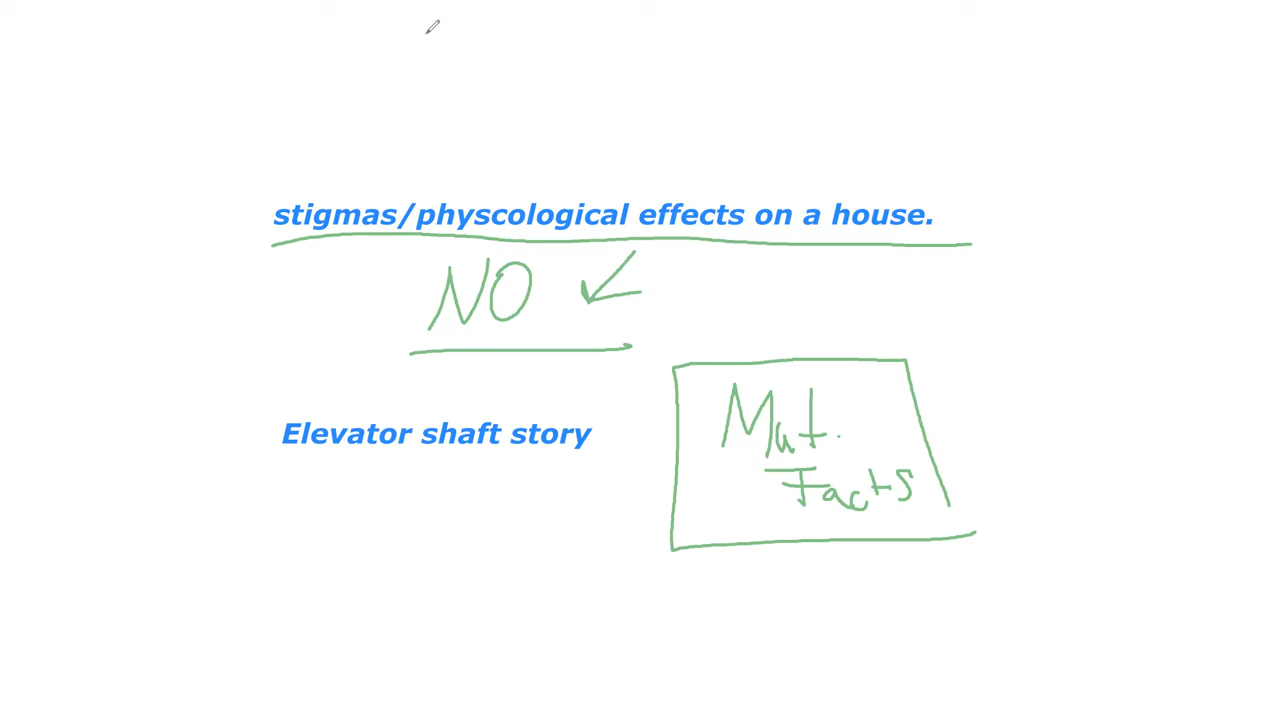 stigmas/physcological effects on a house.
NO
Elevator shaft story
Mat.
Facts